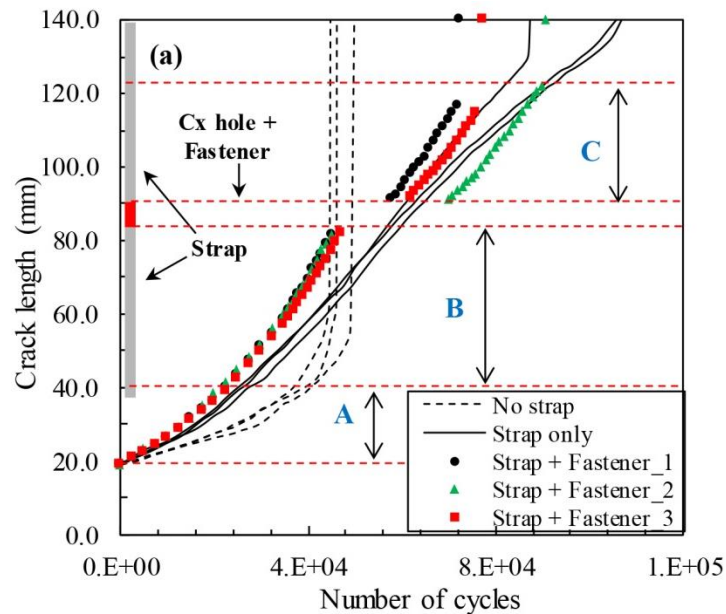 140.0
(a)
120.0
Cx hole +
Fastener
C
100.0
80.0
Strap
B
60.0
40.0
A
20.0
0.0
No strap
Strap only
Strap + Fastener_1
Strap + Fastener_2
Strap + Fastener_3
0.E+00
4.E+04
8.E+04
1.E+05
Crack length (mm)
Number of cycles